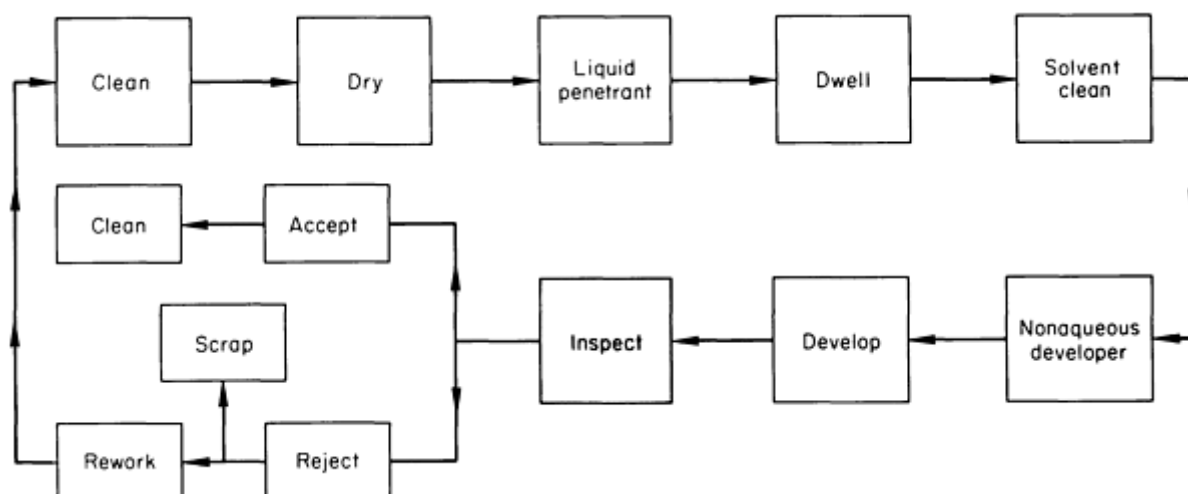 Clean
Dry
Liquid
penetrant
Dwell
Solvent
clean
Clean
Accept
Scrap
Inspect
Develop
Nonaqueous
developer
Rework
Reject